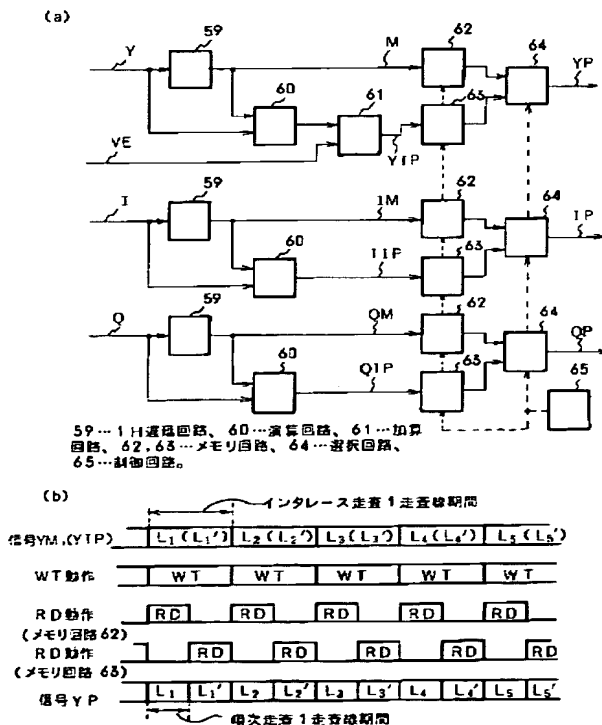 (a)
59
62
64
Y
M
YP
60
61
63
VE
YIP
59
62
64
I
IM
IP
60
63
IIP
59
62
64
Q
QM
QP
60
63
65
QIP
59…1H遅延回路、60…演算回路、61…加算
回路、62,63…メモリ回路、64…選択回路、
65…制御回路。
(b)
インタレース走査1走査線期間
信号YM,(YIP) L1(L1') L2(L2') L3(L3') L4(L4') L5(L5')
WT動作 WT WT WT WT WT
RD動作 RD RD RD RD RD
(メモリ回路62)
RD動作 RD RD RD RD RD
(メモリ回路63)
信号YP L1 L1' L2 L2' L3 L3' L4 L4' L5 L5'
順次走査1走査線期間